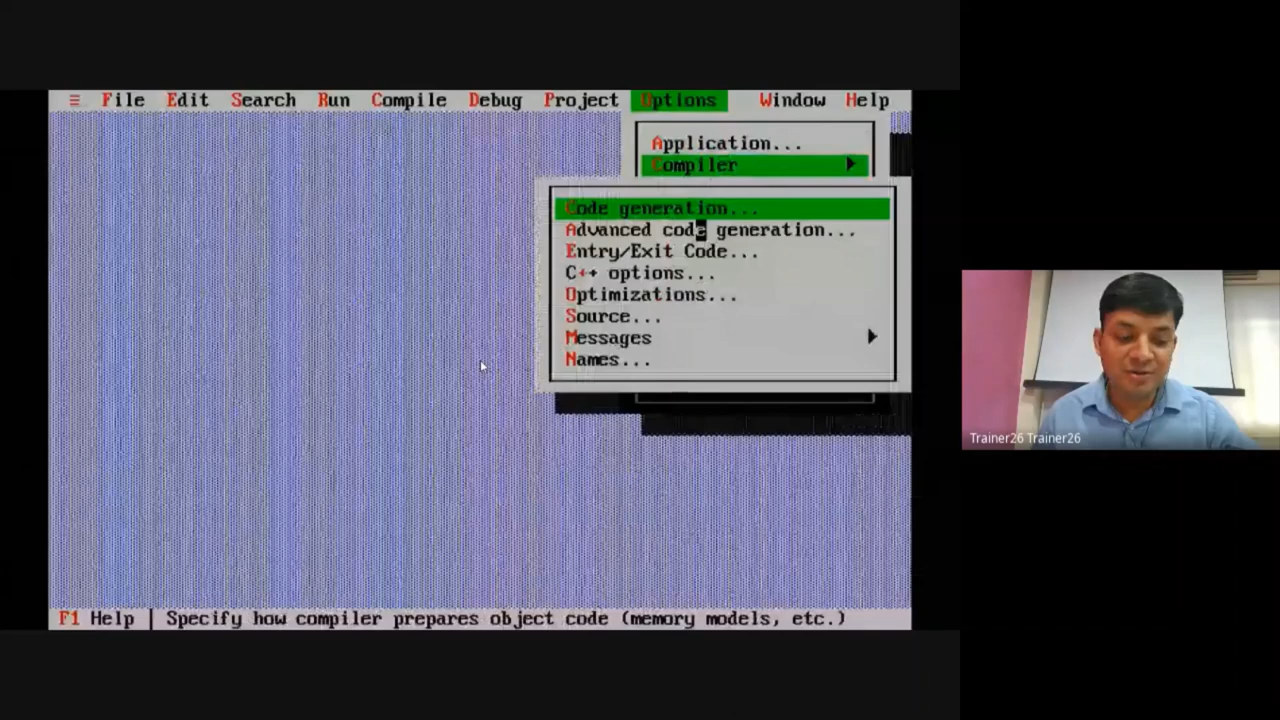 ≡ File Edit Search Run Compile Debug Project Options Window Help
Application...
Compiler
Code generation...
Advanced code generation...
Entry/Exit Code...
C++ options...
Optimizations...
Source...
Messages
Names...
Trainer26 Trainer26
F1 Help | Specify how compiler prepares object code (memory models, etc.)